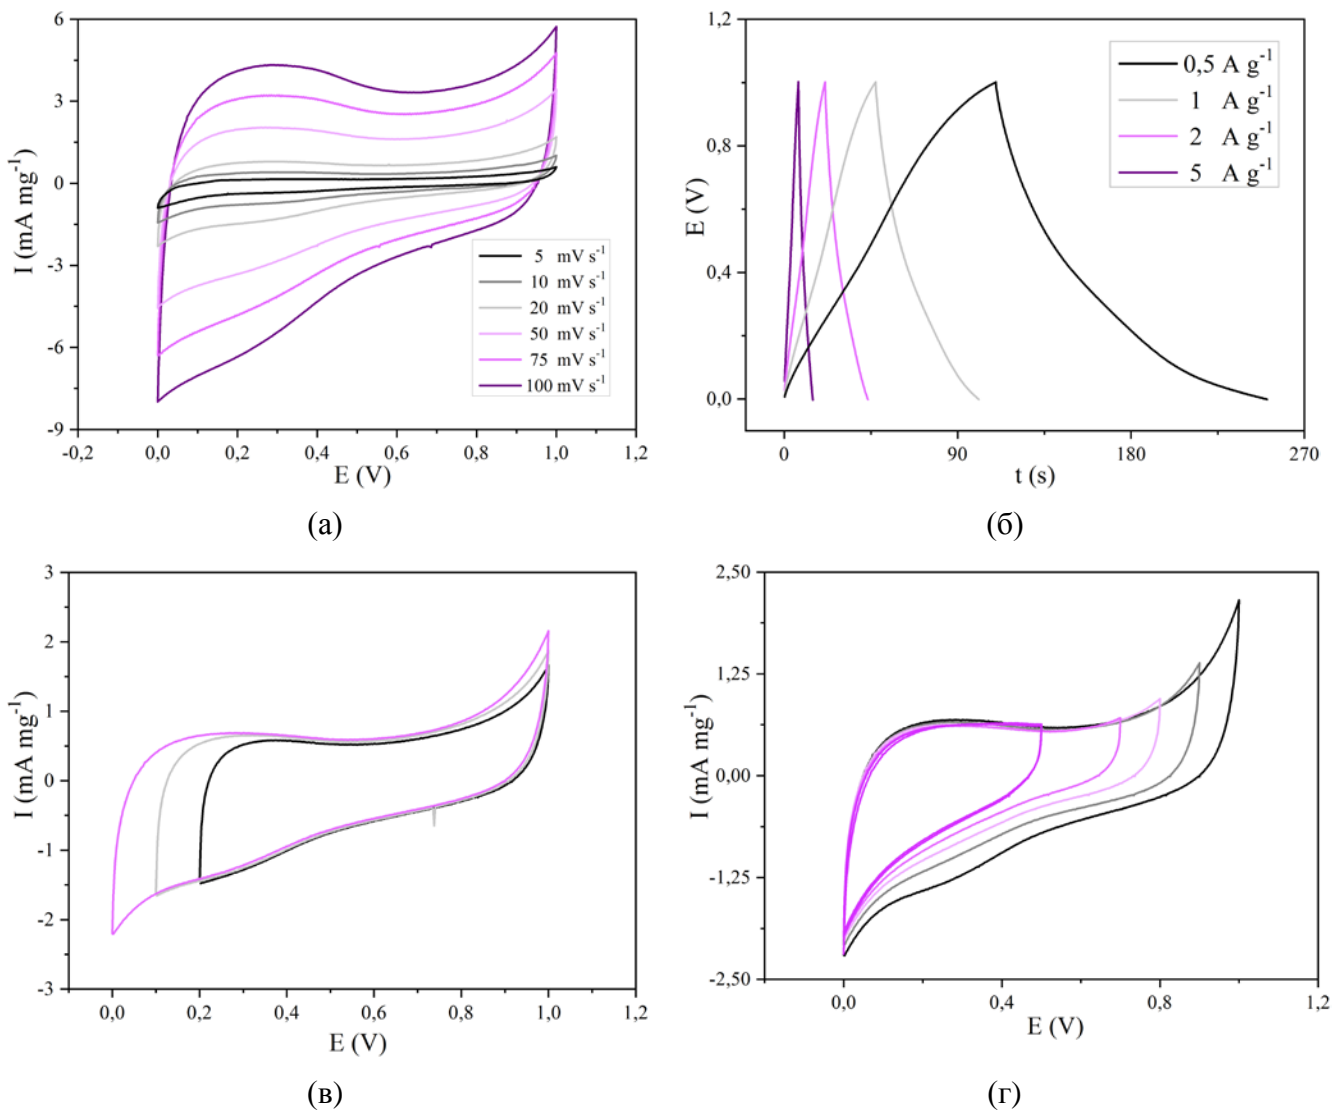 6
3
0
-3
-6
-9
I (mA mg⁻¹)
5 mV s⁻¹
10 mV s⁻¹
20 mV s⁻¹
50 mV s⁻¹
75 mV s⁻¹
100 mV s⁻¹
-0,2 0,0 0,2 0,4 0,6 0,8 1,0 1,2
E (V)
(а)
1,2
0,8
0,4
0,0
E (V)
0,5 A g⁻¹
1 A g⁻¹
2 A g⁻¹
5 A g⁻¹
0 90 180 270
t (s)
(б)
3
2
1
0
-1
-2
-3
I (mA mg⁻¹)
0,0 0,2 0,4 0,6 0,8 1,0 1,2
E (V)
(в)
2,50
1,25
0,00
-1,25
-2,50
I (mA mg⁻¹)
0,0 0,4 0,8 1,2
E (V)
(г)